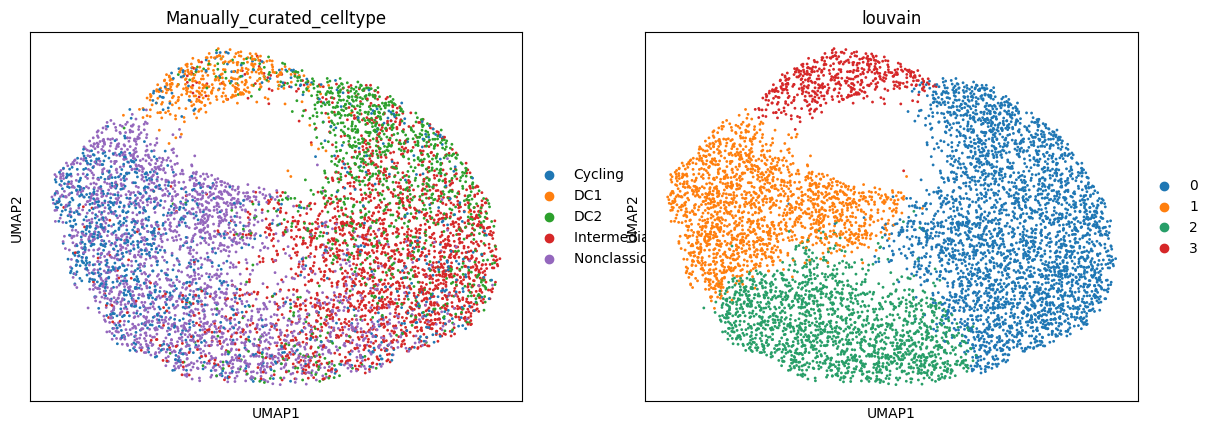 Manually_curated_celltype
UMAP2
UMAP1
Cycling
DC1
DC2
Intermedia
Nonclassic
louvain
UMAP2
UMAP1
0
1
2
3